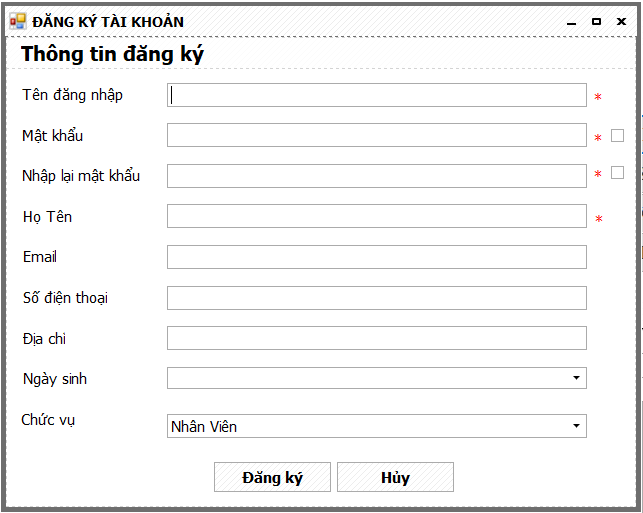 ĐĂNG KÝ TÀI KHOẢN
Thông tin đăng ký
Tên đăng nhập *
Mật khẩu *
Nhập lại mật khẩu *
Họ Tên *
Email
Số điện thoại
Địa chỉ
Ngày sinh
Chức vụ Nhân Viên
Đăng ký Hủy